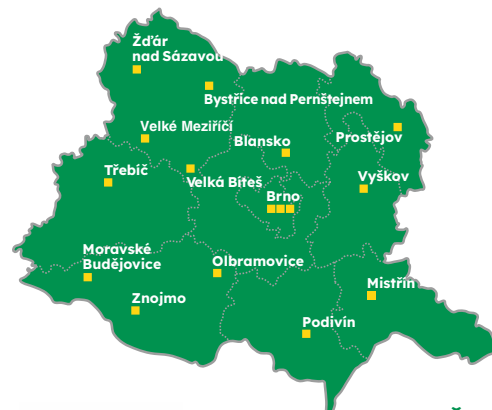 Žďár
nad Sázavou
Bystřice nad Pernštejnem
Velké Meziříčí
Blansko
Prostějov
Třebíč
Velká Bíteš
Vyškov
Brno
Moravské
Budějovice
Olbramovice
Mistřín
Znojmo
Podivín